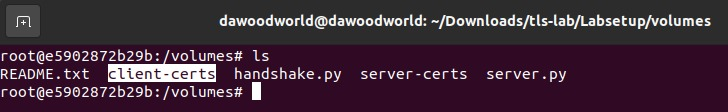 dawoodworld@dawoodworld: ~/Downloads/tls-lab/Labsetup/volumes
root@e5902872b29b:/volumes# ls
README.txt client-certs handshake.py server-certs server.py
root@e5902872b29b:/volumes#